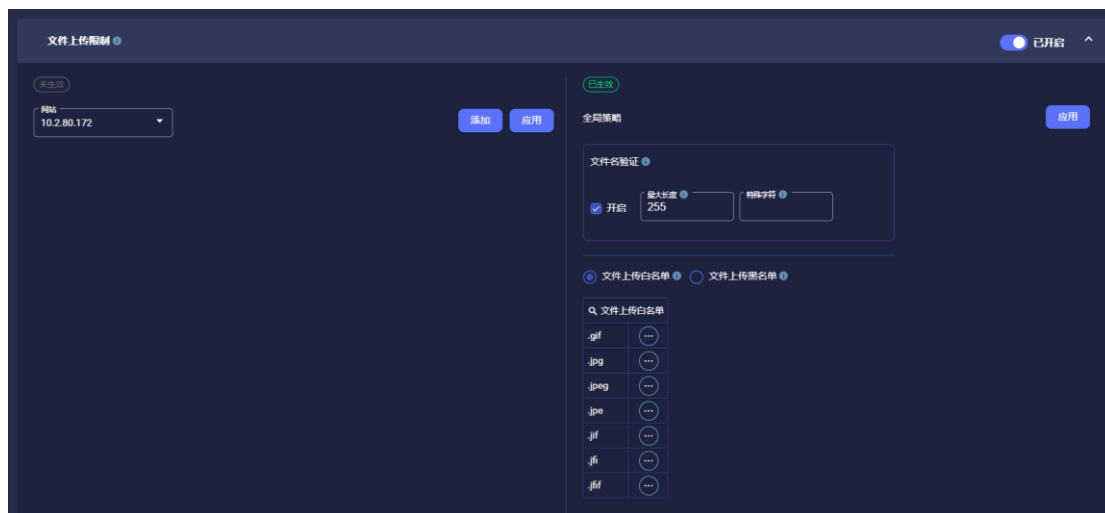 文件上传限制
已开启
未生效
网站
10.2.80.172
添加
应用
已生效
全局策略
应用
文件名验证
开启
最大长度
255
特殊字符
文件上传白名单
文件上传黑名单
文件上传白名单
.gif
.jpg
.jpeg
.jpe
.jif
.jfi
.jfif